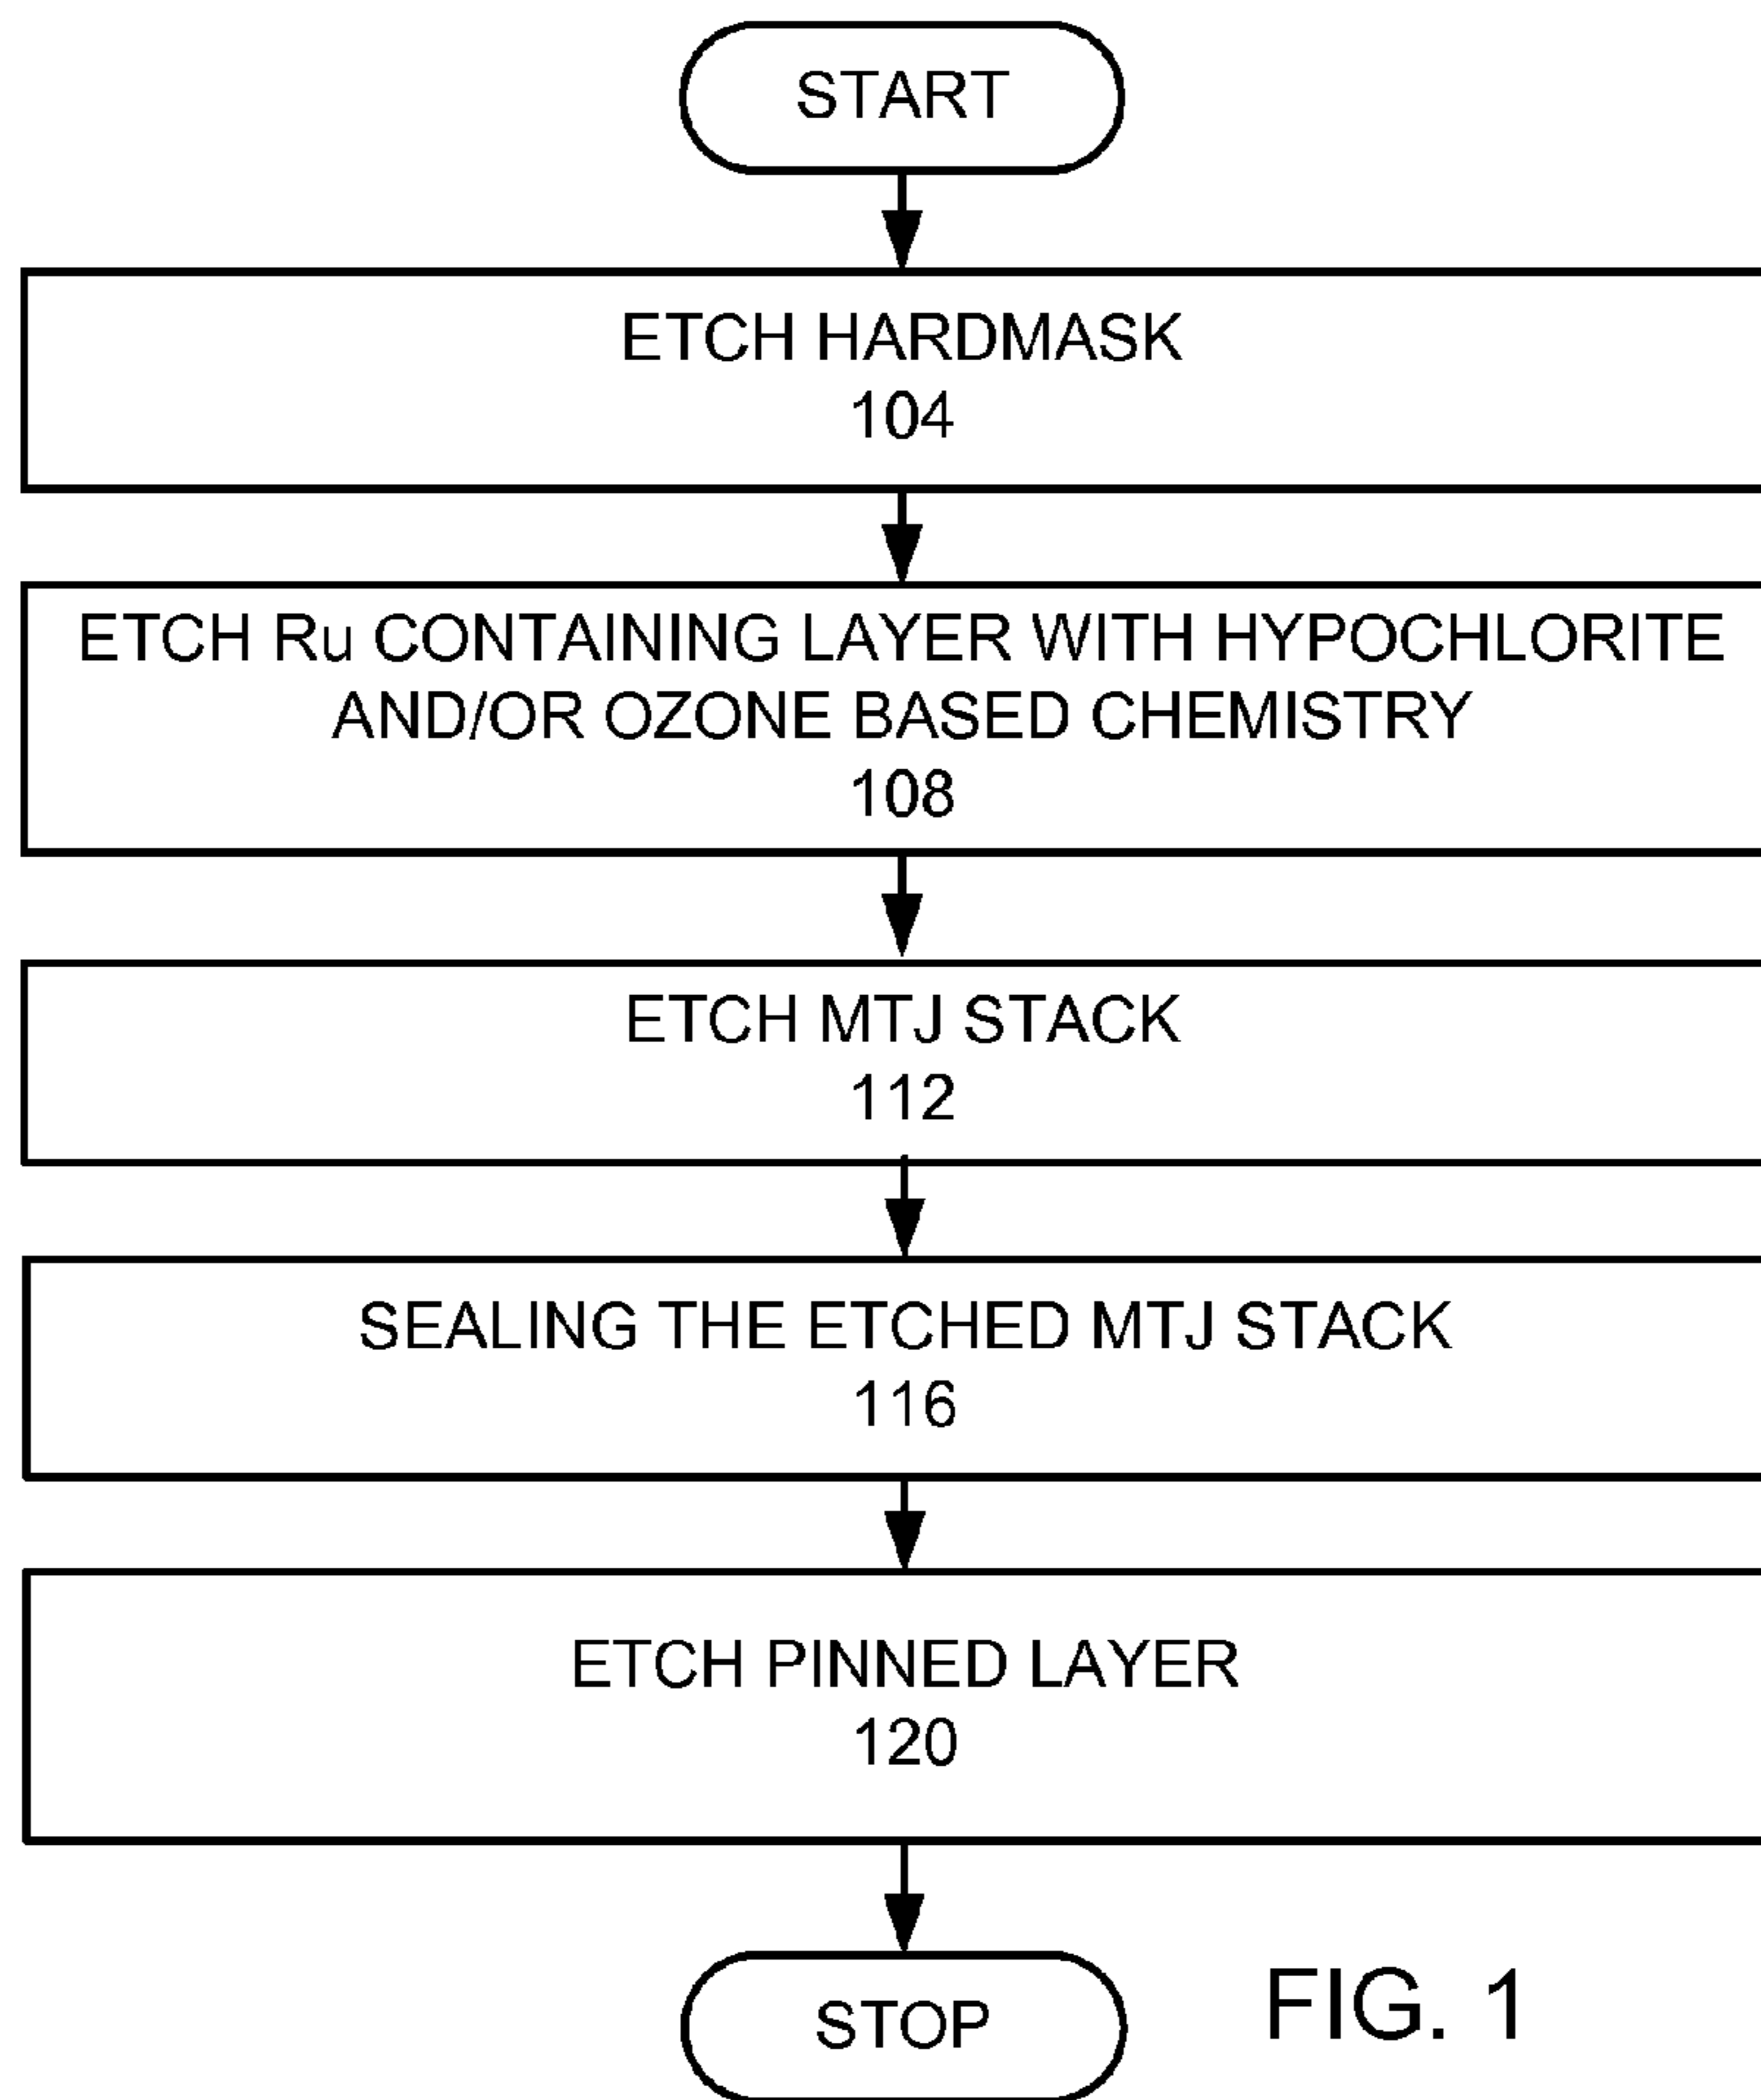 START
ETCH HARDMASK
104
ETCH Ru CONTAINING LAYER WITH HYPOCHLORITE
AND/OR OZONE BASED CHEMISTRY
108
ETCH MTJ STACK
112
SEALING THE ETCHED MTJ STACK
116
ETCH PINNED LAYER
120
STOP
FIG. 1